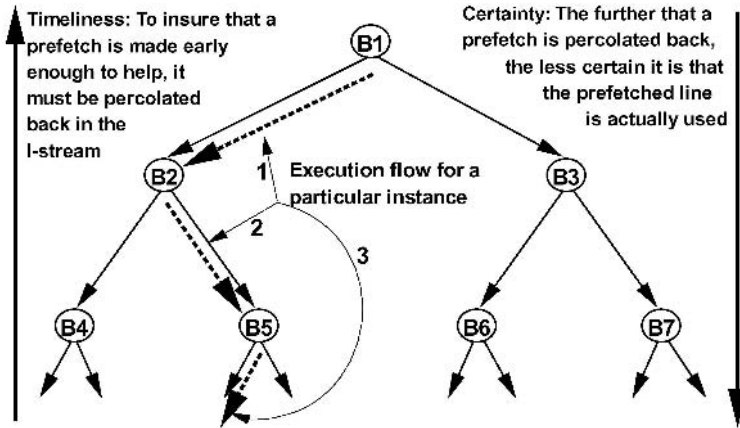 Timeliness: To insure that a
prefetch is made early
enough to help, it
must be percolated
back in the
I-stream
Certainty: The further that a
prefetch is percolated back,
the less certain it is that
the prefetched line
is actually used
B1
B2
1
Execution flow for a
particular instance
B3
2
3
B4
B5
B6
B7